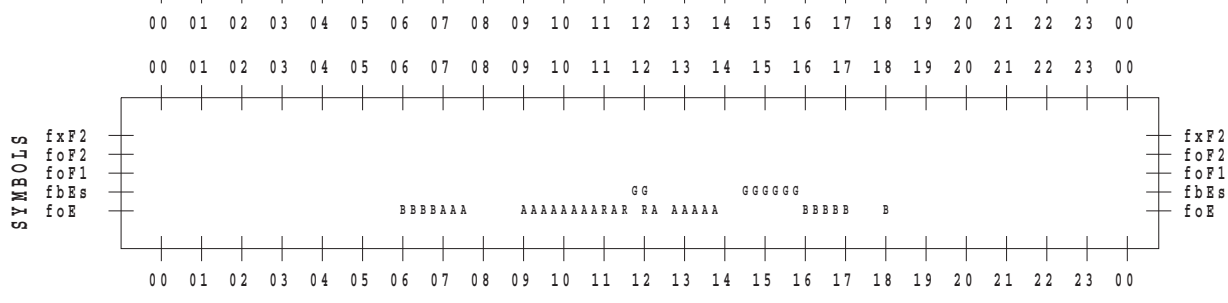 00 01 02 03 04 05 06 07 08 09 10 11 12 13 14 15 16 17 18 19 20 21 22 23 00
00 01 02 03 04 05 06 07 08 09 10 11 12 13 14 15 16 17 18 19 20 21 22 23 00
SYMBOLS
fxF2 fxF2
foF2 foF2
foF1 foF1
fbEs GG GGGGGG fbEs
foE BBBBAAA AAAAAAAARAR RA AAAAA BBBBB B foE
00 01 02 03 04 05 06 07 08 09 10 11 12 13 14 15 16 17 18 19 20 21 22 23 00